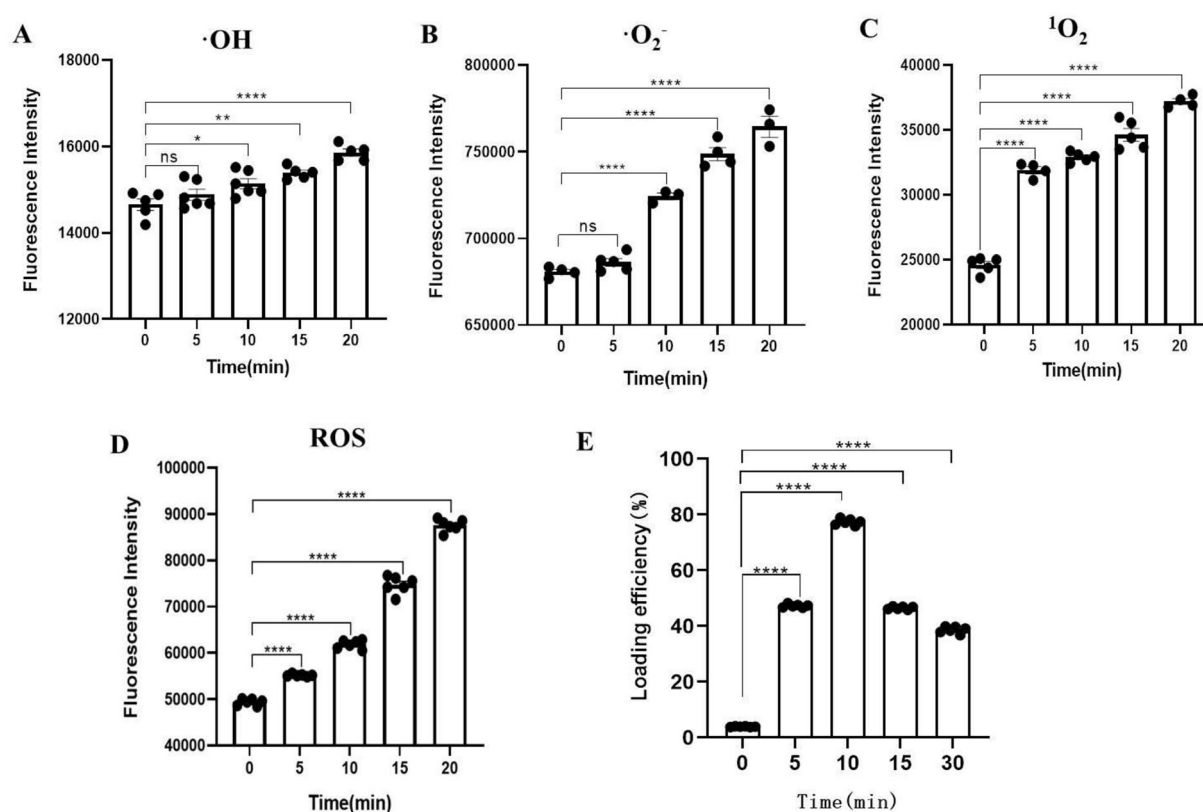 A
·OH
Fluorescence Intensity
18000
16000
14000
12000
****
**
*
ns
0 5 10 15 20
Time(min)
B
·O₂⁻
Fluorescence Intensity
800000
750000
700000
650000
****
****
****
ns
0 5 10 15 20
Time(min)
C
¹O₂
Fluorescence Intensity
40000
35000
30000
25000
20000
****
****
****
****
0 5 10 15 20
Time(min)
D
ROS
Fluorescence Intensity
100000
90000
80000
70000
60000
50000
40000
****
****
****
****
0 5 10 15 20
Time(min)
E
Loading efficiency(%)
100
80
60
40
20
0
****
****
****
****
0 5 10 15 30
Time(min)